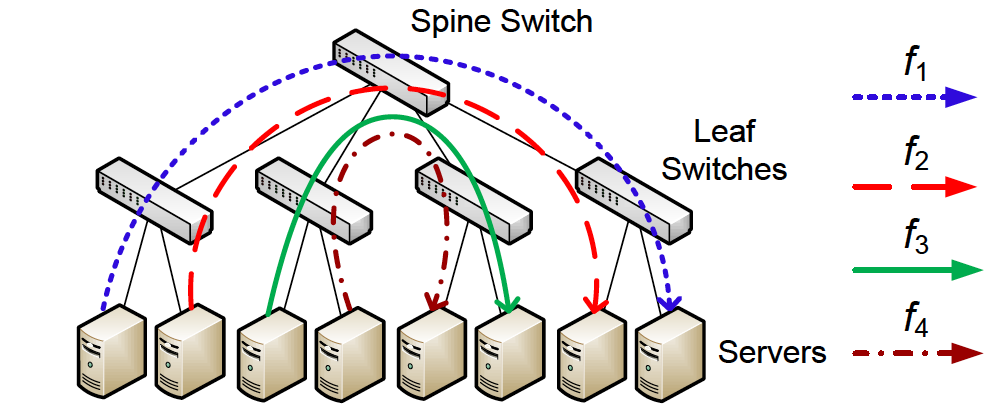 Spine Switch
f1
Leaf
Switches
f2
f3
f4
Servers